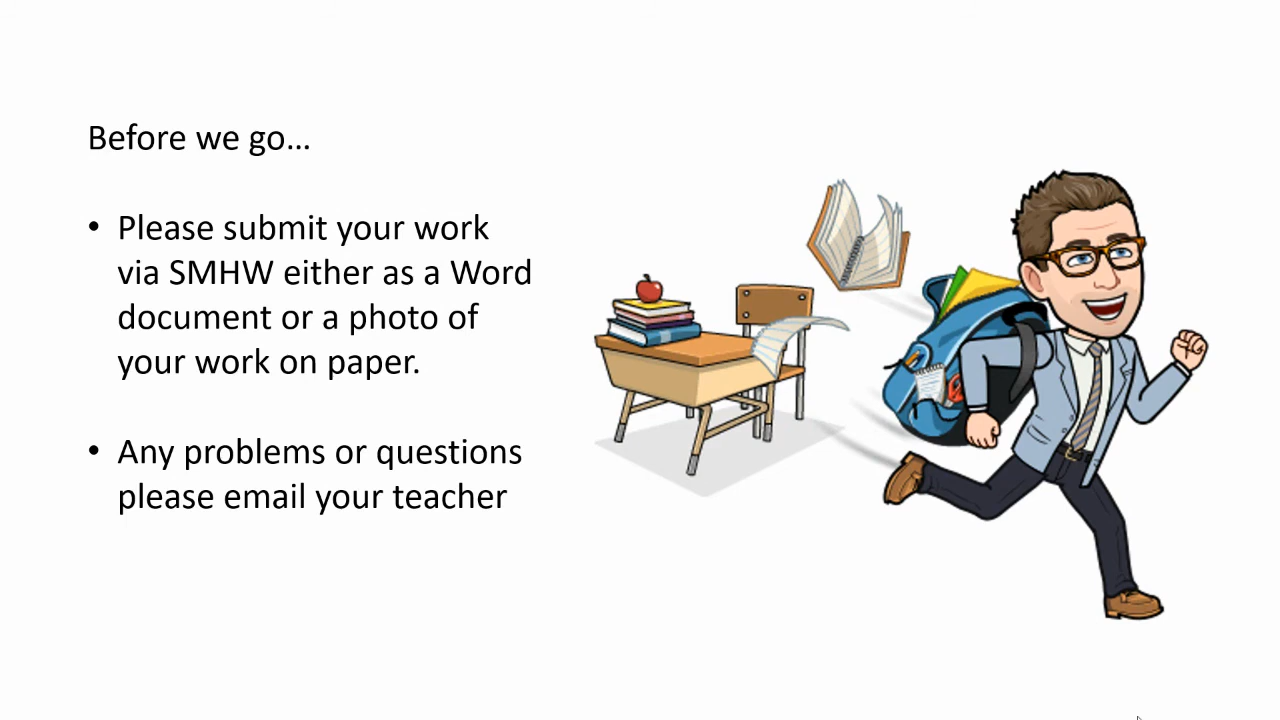 Before we go…
• Please submit your work
via SMHW either as a Word
document or a photo of
your work on paper.
• Any problems or questions
please email your teacher